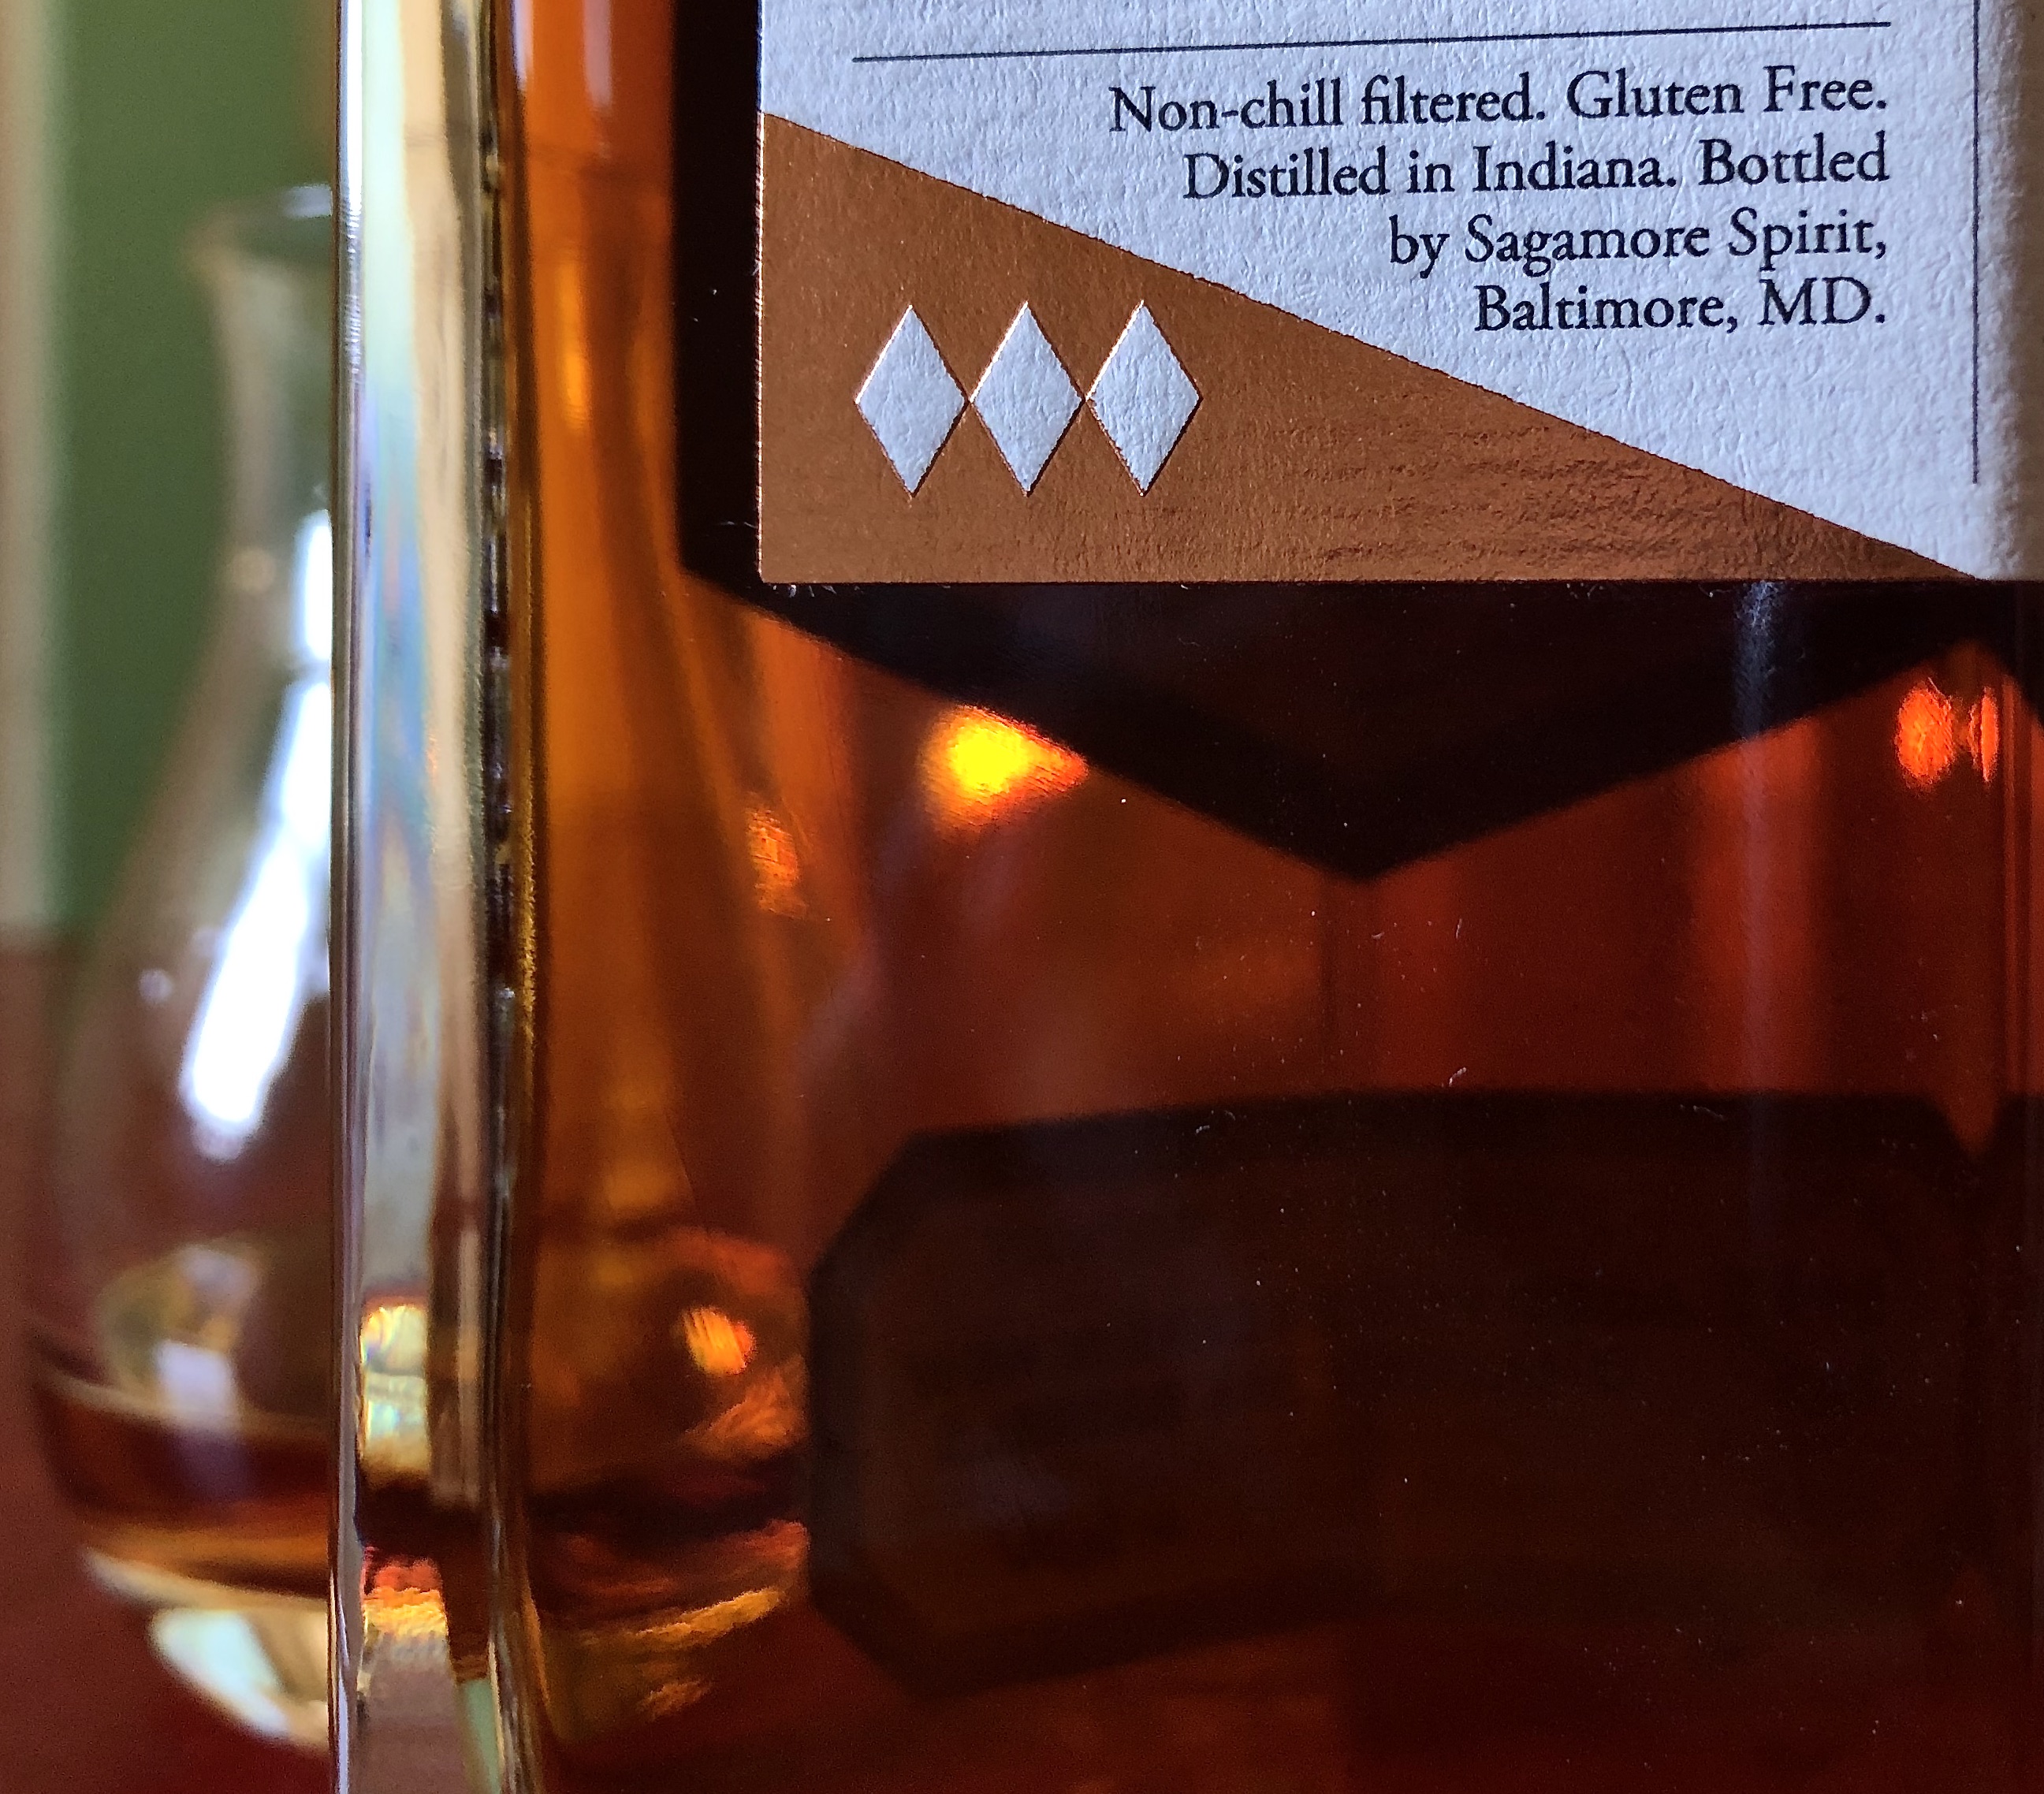 Non-chill filtered. Gluten Free.
Distilled in Indiana. Bottled
by Sagamore Spirit,
Baltimore, MD.